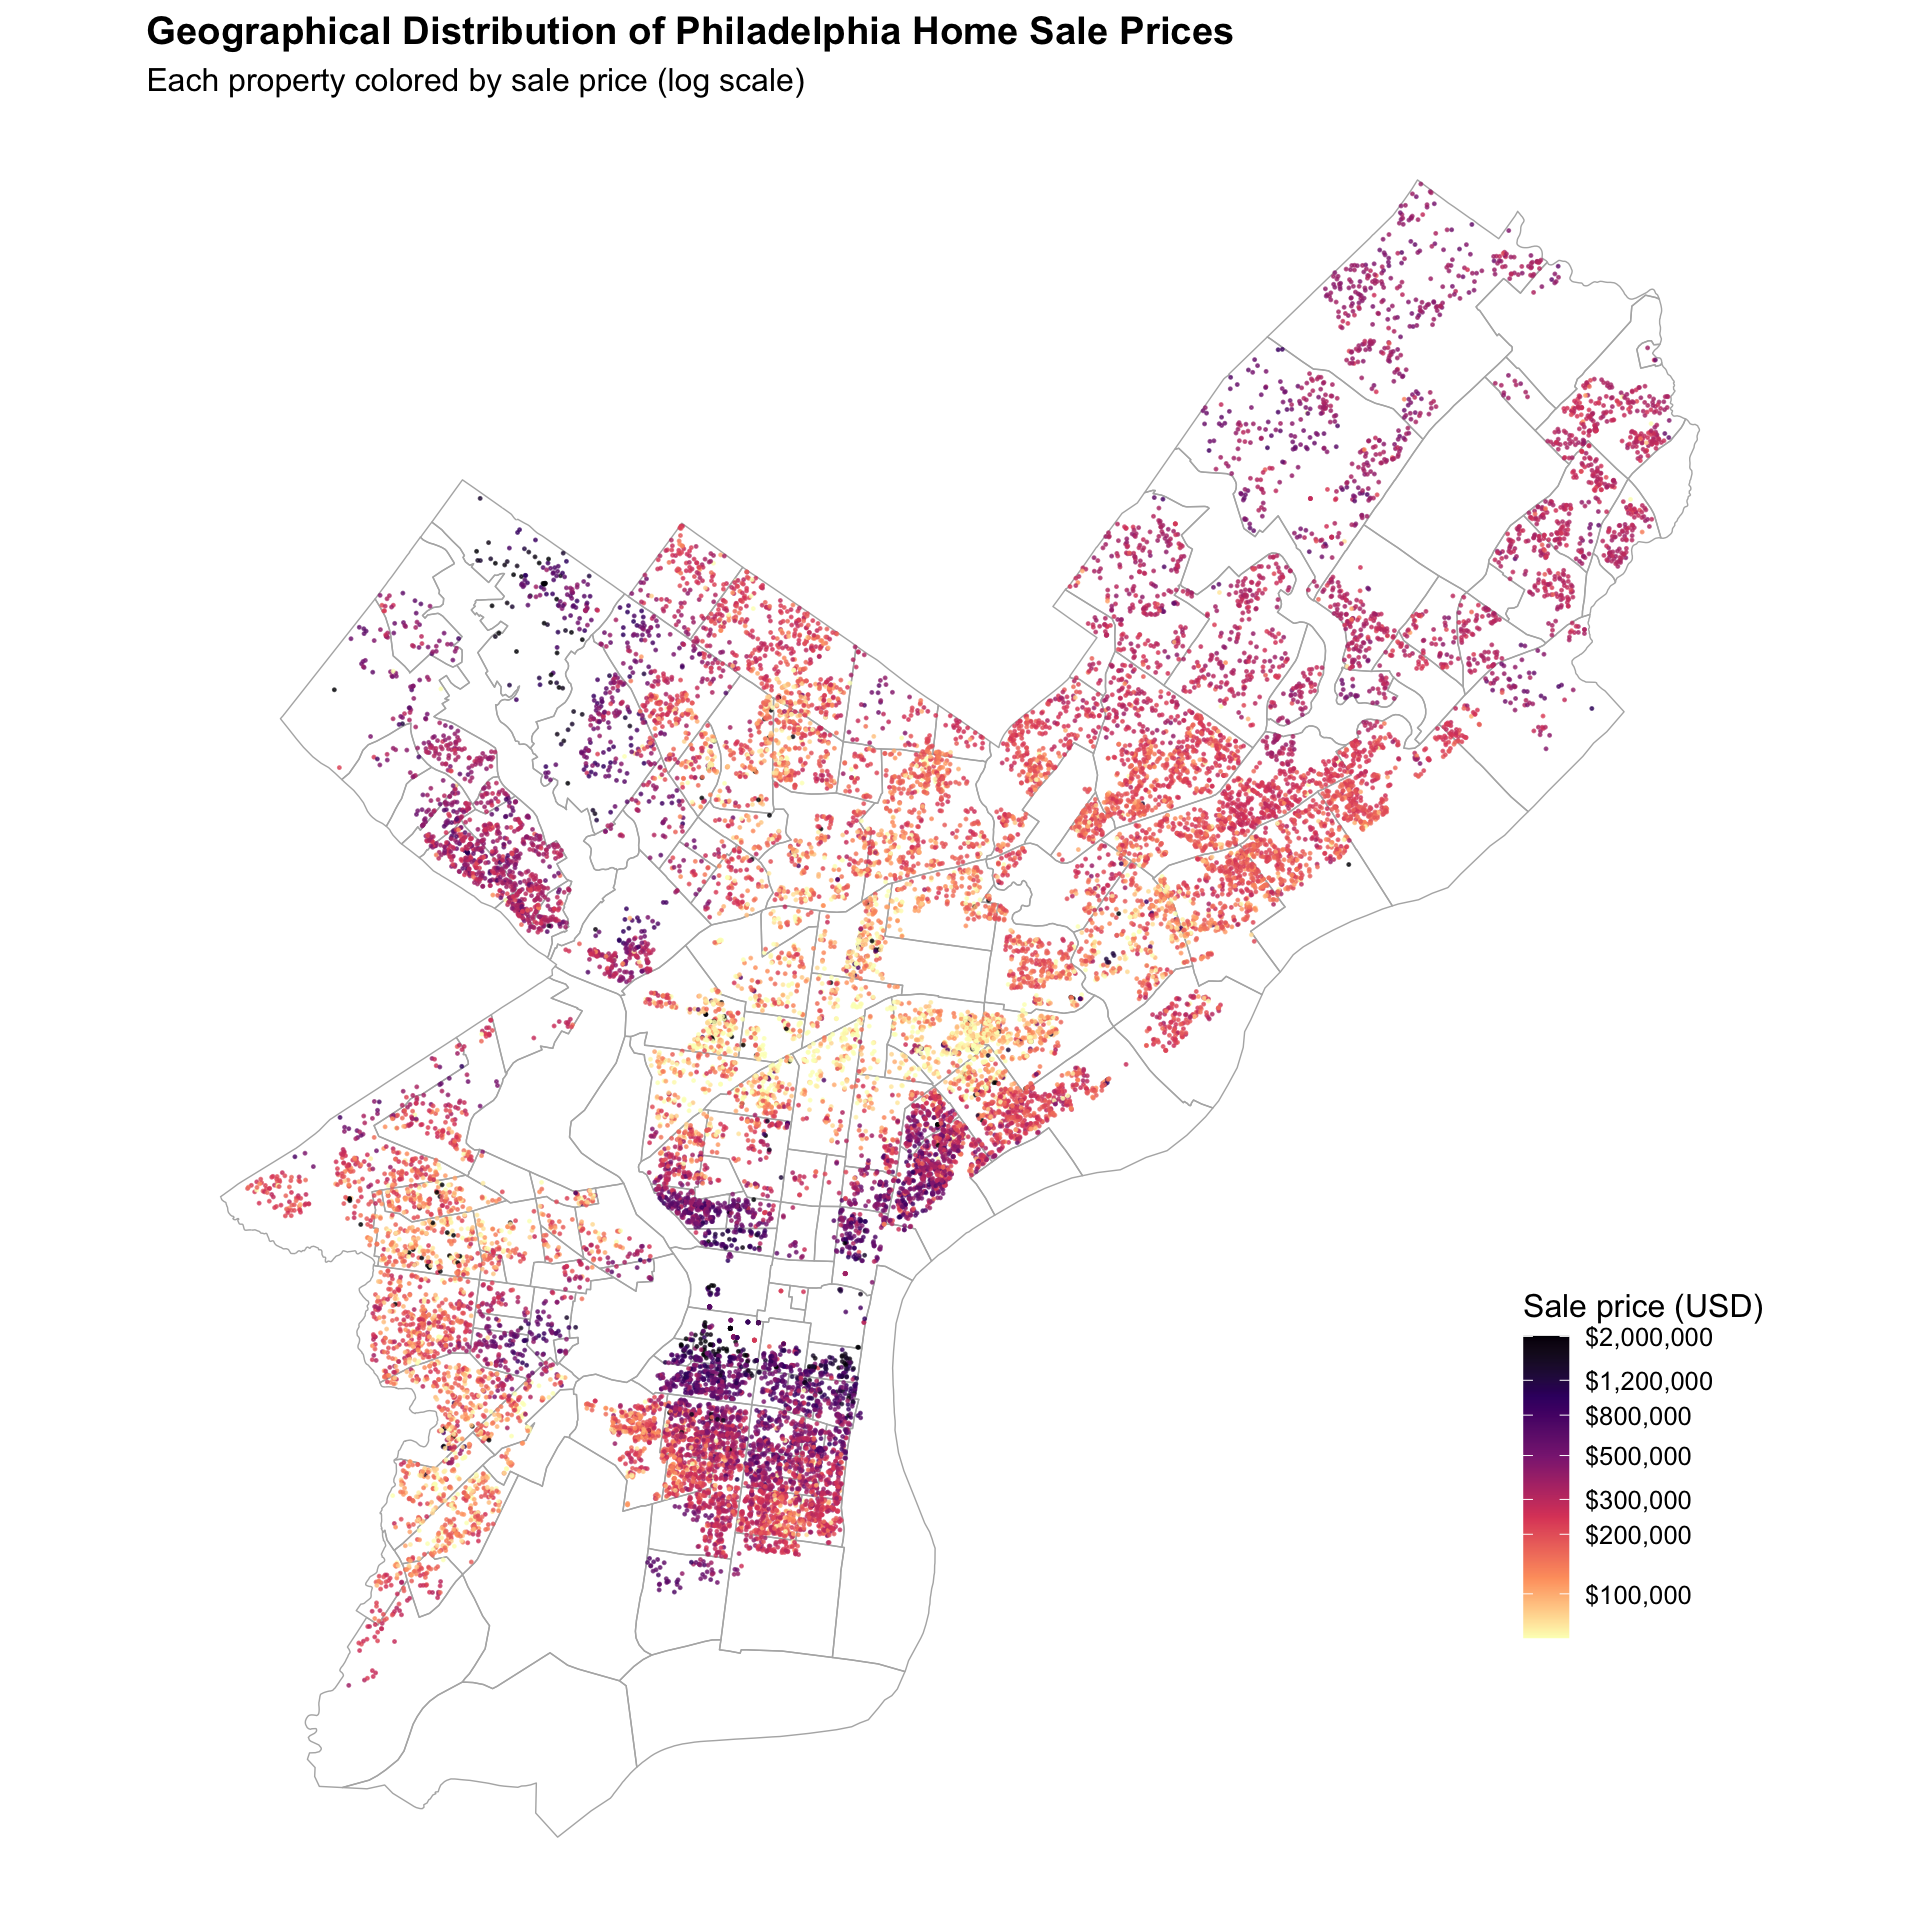 Geographical Distribution of Philadelphia Home Sale Prices
Each property colored by sale price (log scale)
Sale price (USD)
$2,000,000
$1,200,000
$800,000
$500,000
$300,000
$200,000
$100,000